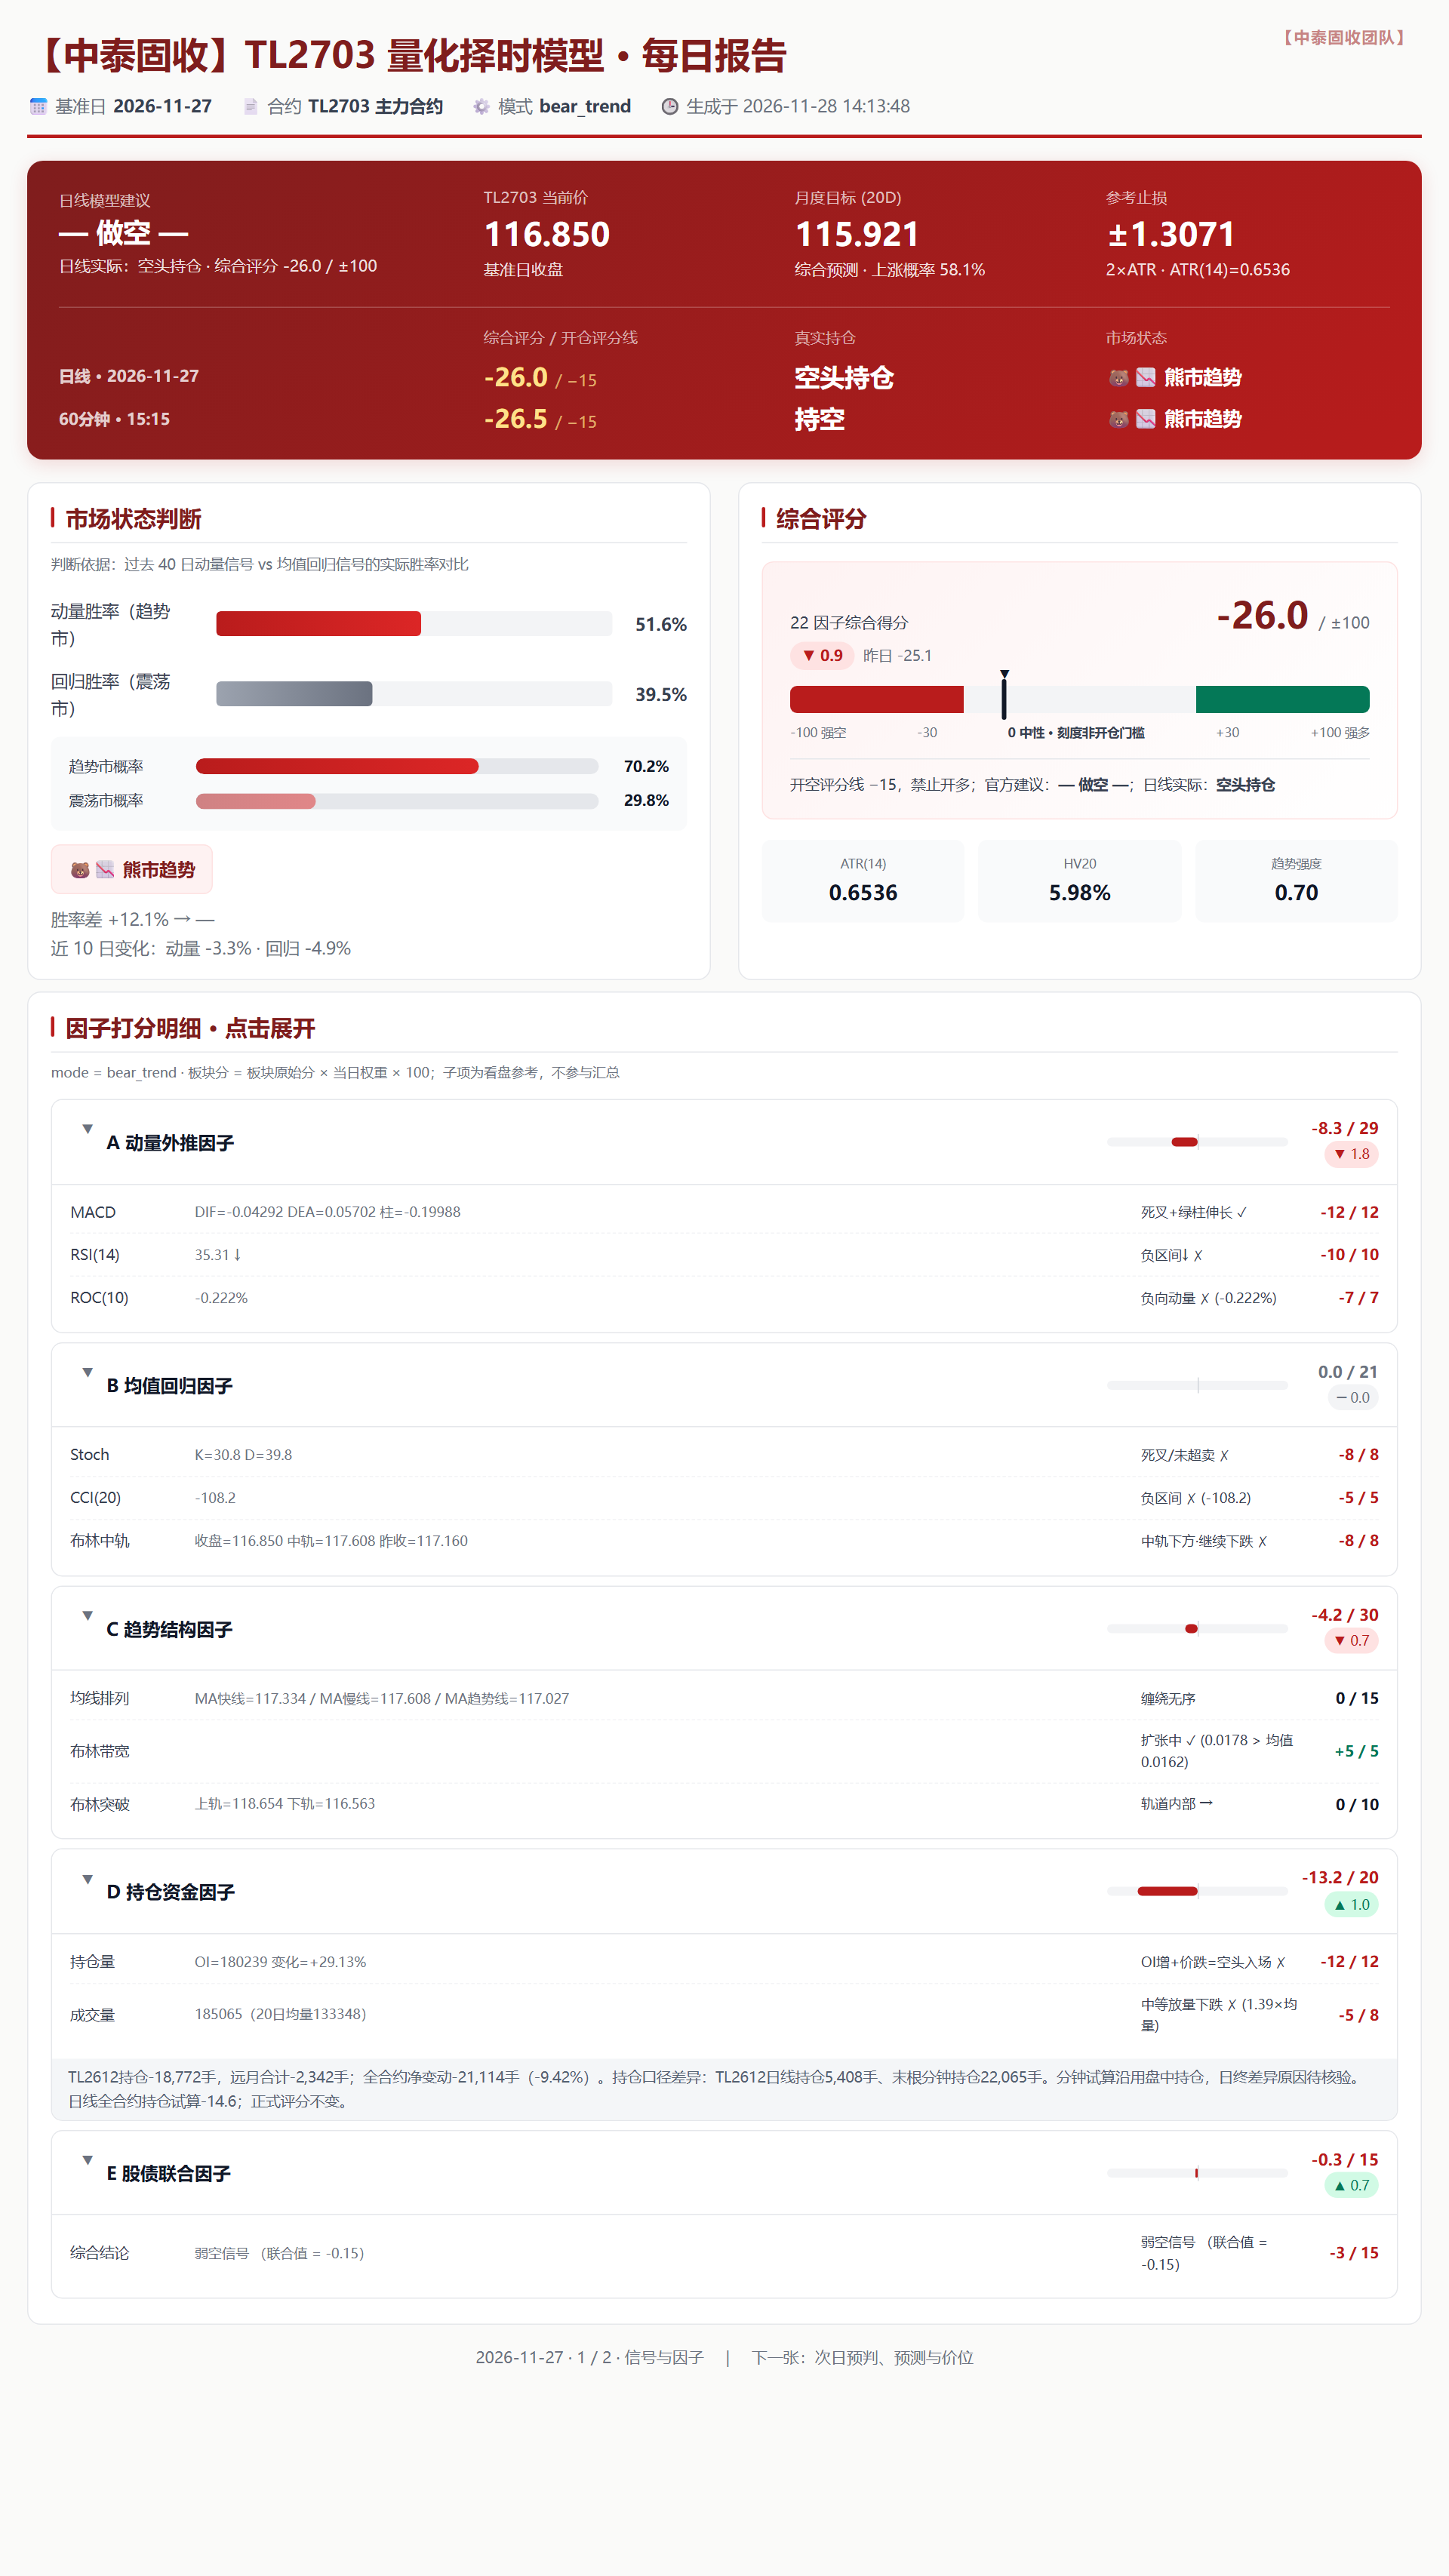 【中泰固收】TL2703 量化择时模型 • 每日报告
【中泰固收团队】
基准日 2026-11-27 合约 TL2703 主力合约 模式 bear_trend 生成于 2026-11-28 14:13:48
日线模型建议
— 做空 —
日线实际：空头持仓 · 综合评分 -26.0 / ±100
TL2703 当前价
116.850
基准日收盘
月度目标 (20D)
115.921
综合预测 · 上涨概率 58.1%
参考止损
±1.3071
2×ATR · ATR(14)=0.6536
综合评分 / 开仓评分线 真实持仓 市场状态
日线 • 2026-11-27 -26.0 / −15 空头持仓 熊市趋势
60分钟 • 15:15 -26.5 / −15 持空 熊市趋势
市场状态判断
判断依据：过去 40 日动量信号 vs 均值回归信号的实际胜率对比
动量胜率（趋势
市） 51.6%
回归胜率（震荡
市） 39.5%
趋势市概率 70.2%
震荡市概率 29.8%
熊市趋势
胜率差 +12.1% → —
近 10 日变化：动量 -3.3% · 回归 -4.9%
综合评分
22 因子综合得分 -26.0 / ±100
▼ 0.9 昨日 -25.1
▼
-100 强空 -30 0 中性 • 刻度非开仓门槛 +30 +100 强多
开空评分线 −15，禁止开多；官方建议：— 做空 —；日线实际：空头持仓
ATR(14)
0.6536
HV20
5.98%
趋势强度
0.70
因子打分明细 • 点击展开
mode = bear_trend · 板块分 = 板块原始分 × 当日权重 × 100；子项为看盘参考，不参与汇总
▼ A 动量外推因子 -8.3 / 29
▼ 1.8
MACD DIF=-0.04292 DEA=0.05702 柱=-0.19988 死叉+绿柱伸长 ✓ -12 / 12
RSI(14) 35.31 ↓ 负区间↓ ✗ -10 / 10
ROC(10) -0.222% 负向动量 ✗ (-0.222%) -7 / 7
▼ B 均值回归因子 0.0 / 21
— 0.0
Stoch K=30.8 D=39.8 死叉/未超卖 ✗ -8 / 8
CCI(20) -108.2 负区间 ✗ (-108.2) -5 / 5
布林中轨 收盘=116.850 中轨=117.608 昨收=117.160 中轨下方·继续下跌 ✗ -8 / 8
▼ C 趋势结构因子 -4.2 / 30
▼ 0.7
均线排列 MA快线=117.334 / MA慢线=117.608 / MA趋势线=117.027 缠绕无序 0 / 15
布林带宽 扩张中 ✓ (0.0178 > 均值
0.0162) +5 / 5
布林突破 上轨=118.654 下轨=116.563 轨道内部 → 0 / 10
▼ D 持仓资金因子 -13.2 / 20
▲ 1.0
持仓量 OI=180239 变化=+29.13% OI增+价跌=空头入场 ✗ -12 / 12
成交量 185065（20日均量133348） 中等放量下跌 ✗ (1.39×均
量) -5 / 8
TL2612持仓-18,772手，远月合计-2,342手；全合约净变动-21,114手（-9.42%）。持仓口径差异：TL2612日线持仓5,408手、末根分钟持仓22,065手。分钟试算沿用盘中持仓，日终差异原因待核验。
日线全合约持仓试算-14.6；正式评分不变。
▼ E 股债联合因子 -0.3 / 15
▲ 0.7
综合结论 弱空信号 （联合值 = -0.15） 弱空信号 （联合值 =
-0.15） -3 / 15
2026-11-27 · 1 / 2 · 信号与因子 | 下一张：次日预判、预测与价位